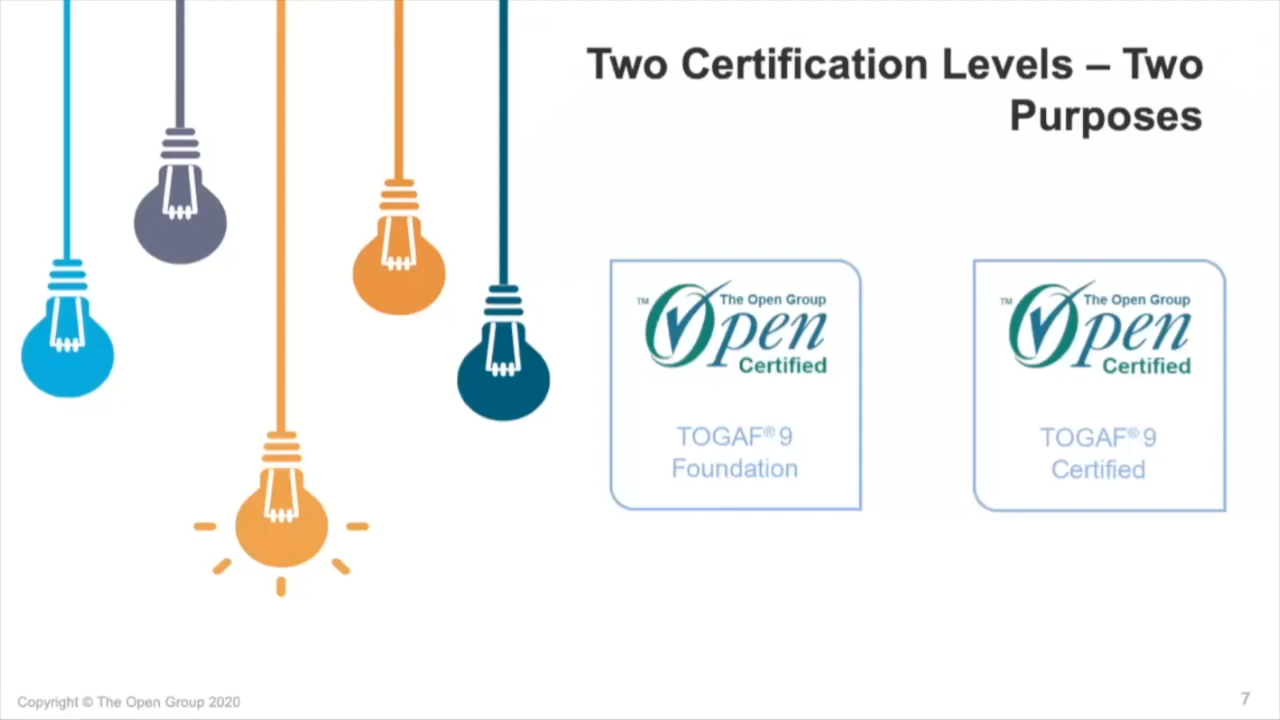 Two Certification Levels – Two
Purposes
TM The Open Group
Open
Certified
TOGAF® 9
Foundation
TM The Open Group
Open
Certified
TOGAF® 9
Certified
Copyright © The Open Group 2020
7